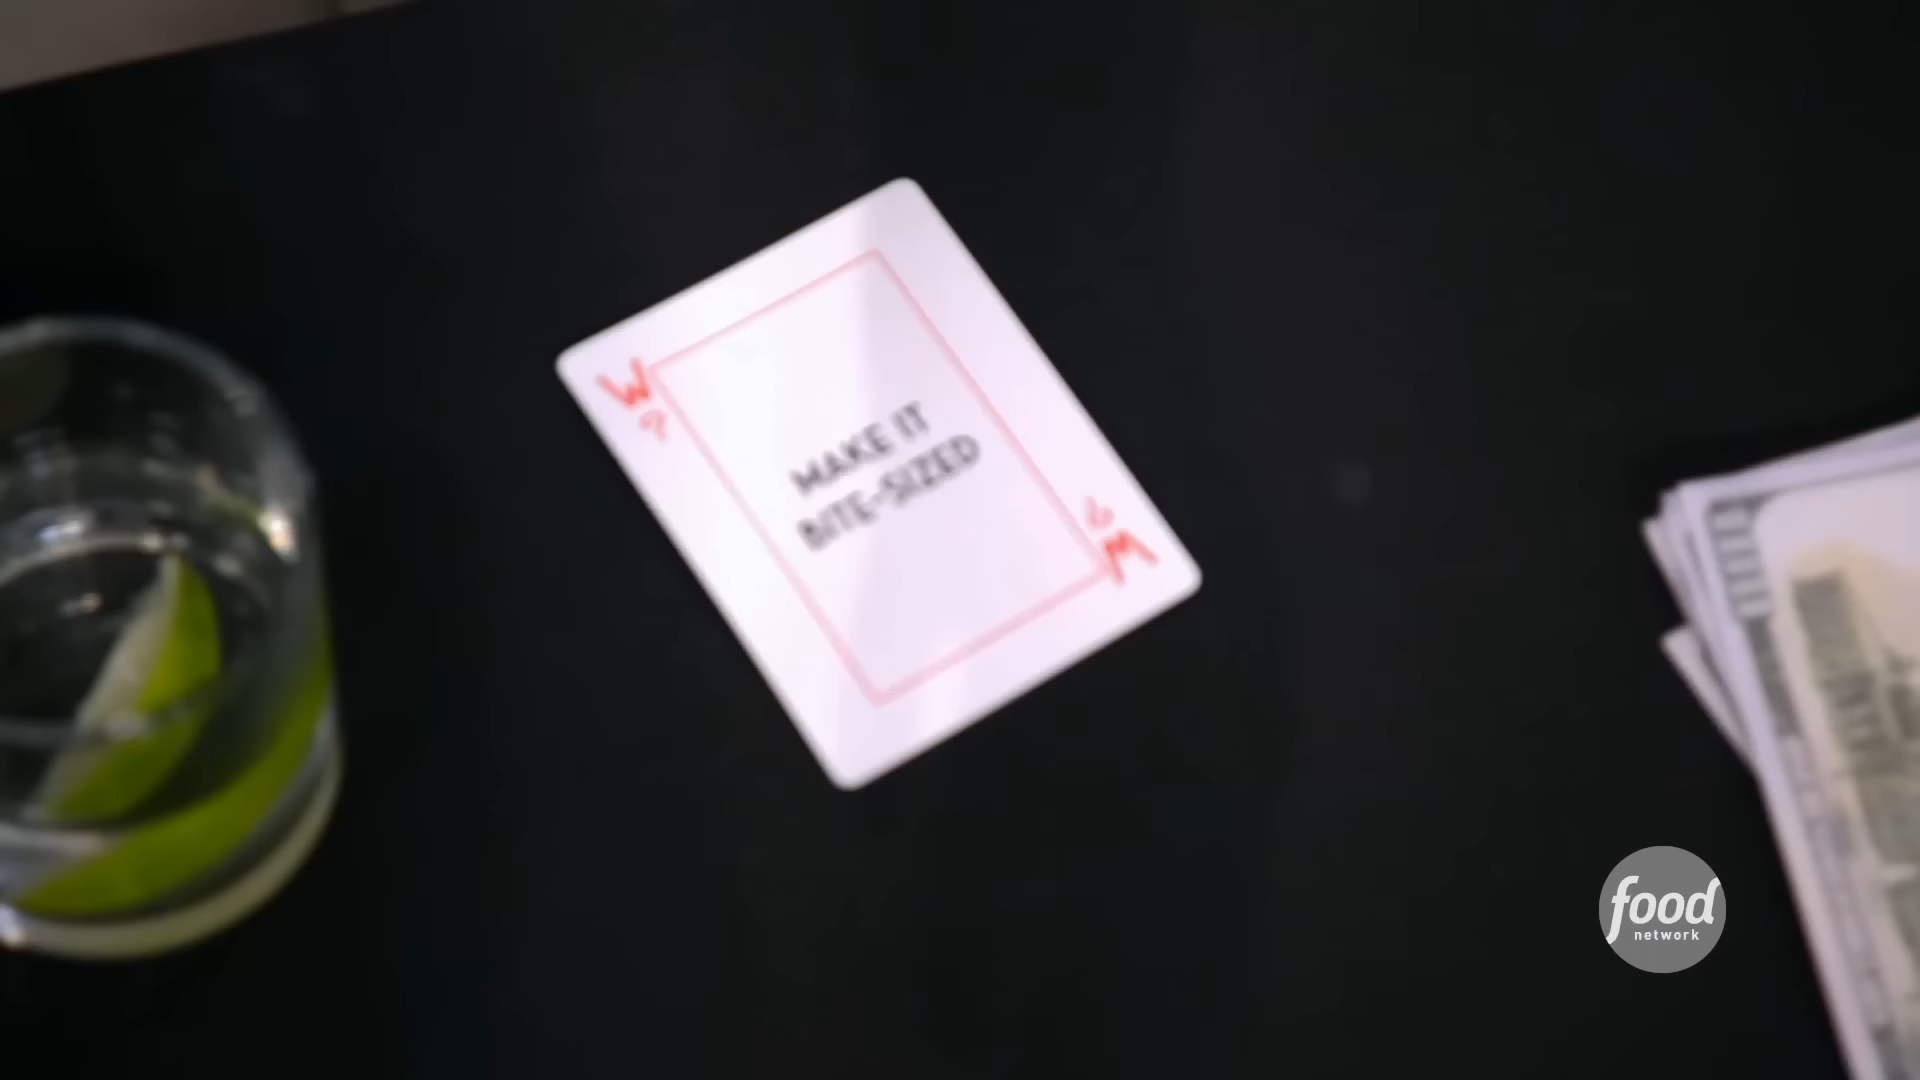 W
?
MAKE IT
BITE-SIZED
?
W
food
network